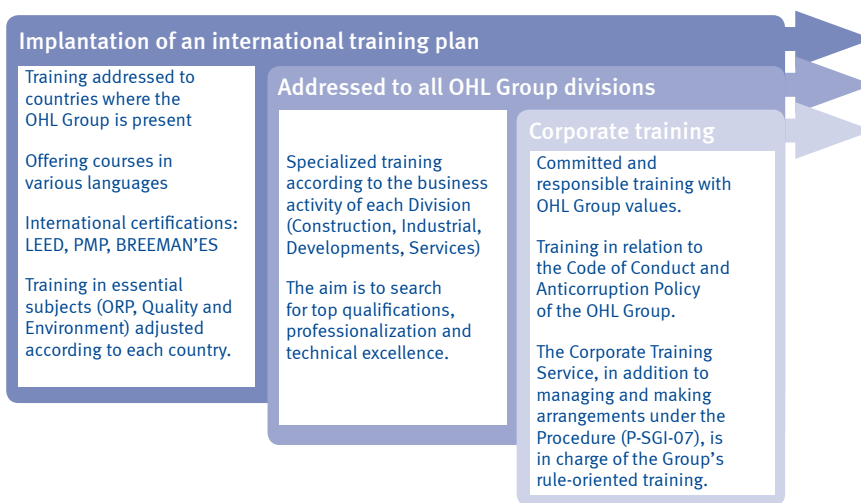 Implantation of an international training plan
Training addressed to
countries where the
OHL Group is present
Offering courses in
various languages
International certifications:
LEED, PMP, BREEMAN'ES
Training in essential
subjects (ORP, Quality and
Environment) adjusted
according to each country.
Addressed to all OHL Group divisions
Specialized training
according to the business
activity of each Division
(Construction, Industrial,
Developments, Services)
The aim is to search
for top qualifications,
professionalization and
technical excellence.
Corporate training
Committed and
responsible training with
OHL Group values.
Training in relation to
the Code of Conduct and
Anticorruption Policy
of the OHL Group.
The Corporate Training
Service, in addition to
managing and making
arrangements under the
Procedure (P-SGI-07), is
in charge of the Group's
rule-oriented training.